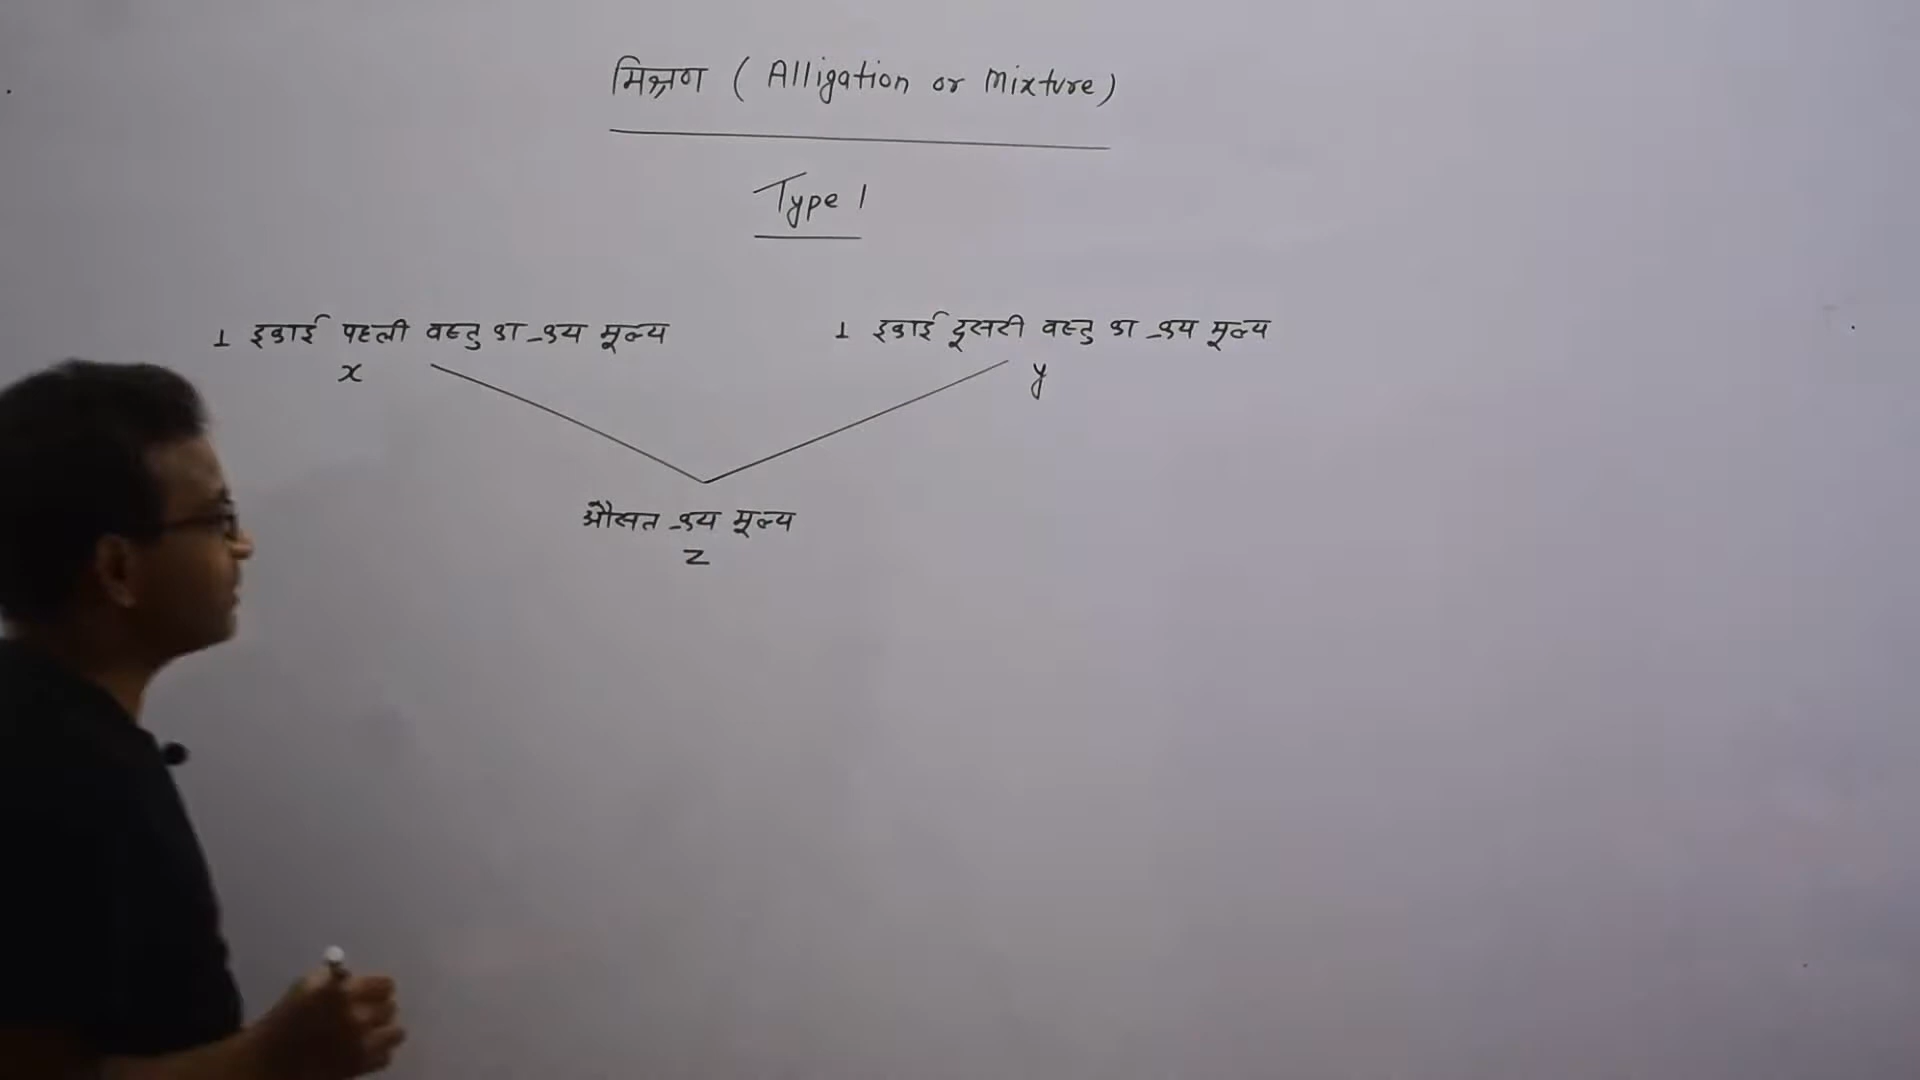 मिश्रण ( Alligation or Mixture )
Type 1
1 इकाई पहली वस्तु का क्रय मूल्य
1 इकाई दूसरी वस्तु का क्रय मूल्य
x
y
औसत क्रय मूल्य
z